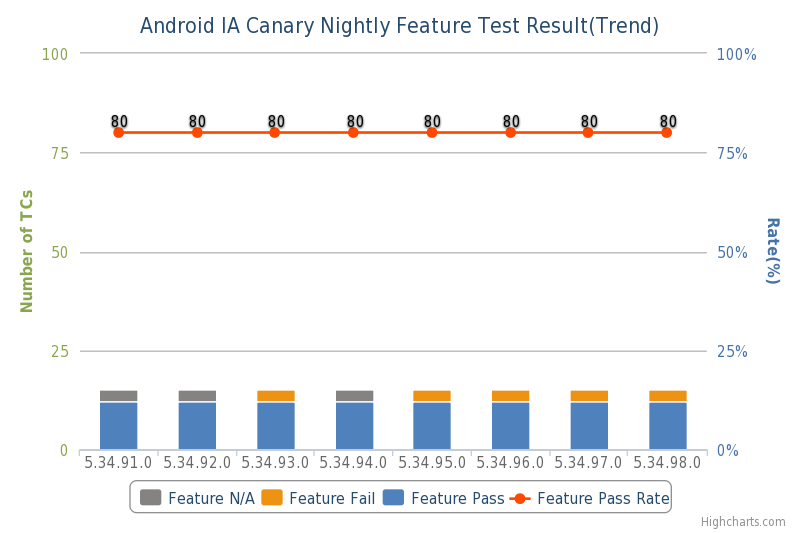 Android IA Canary Nightly Feature Test Result(Trend)
100 100%
80 80 80 80 80 80 80 80
75 75%
50 50%
25 25%
0 0%
Number of TCs
Rate(%)
5.34.91.0 5.34.92.0 5.34.93.0 5.34.94.0 5.34.95.0 5.34.96.0 5.34.97.0 5.34.98.0
Feature N/A Feature Fail Feature Pass Feature Pass Rate
Highcharts.com